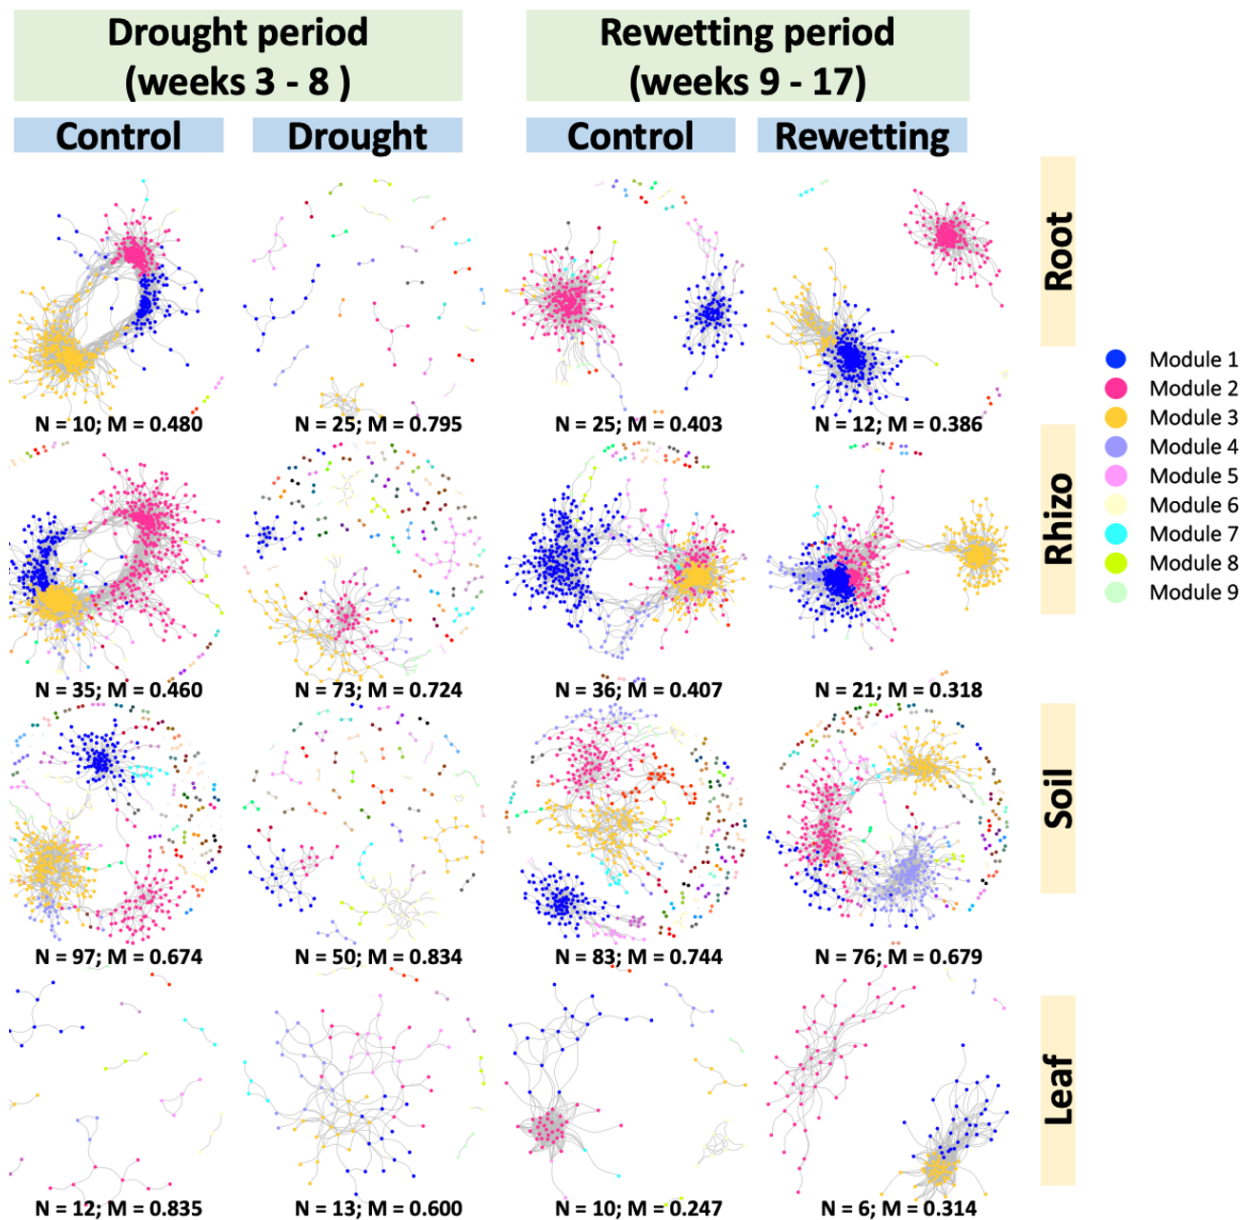 Drought period
(weeks 3 - 8 )
Rewetting period
(weeks 9 - 17)
Control
Drought
Control
Rewetting
Root
N = 10; M = 0.480
N = 25; M = 0.795
N = 25; M = 0.403
N = 12; M = 0.386
Rhizo
N = 35; M = 0.460
N = 73; M = 0.724
N = 36; M = 0.407
N = 21; M = 0.318
Soil
N = 97; M = 0.674
N = 50; M = 0.834
N = 83; M = 0.744
N = 76; M = 0.679
Leaf
N = 12; M = 0.835
N = 13; M = 0.600
N = 10; M = 0.247
N = 6; M = 0.314
Module 1
Module 2
Module 3
Module 4
Module 5
Module 6
Module 7
Module 8
Module 9